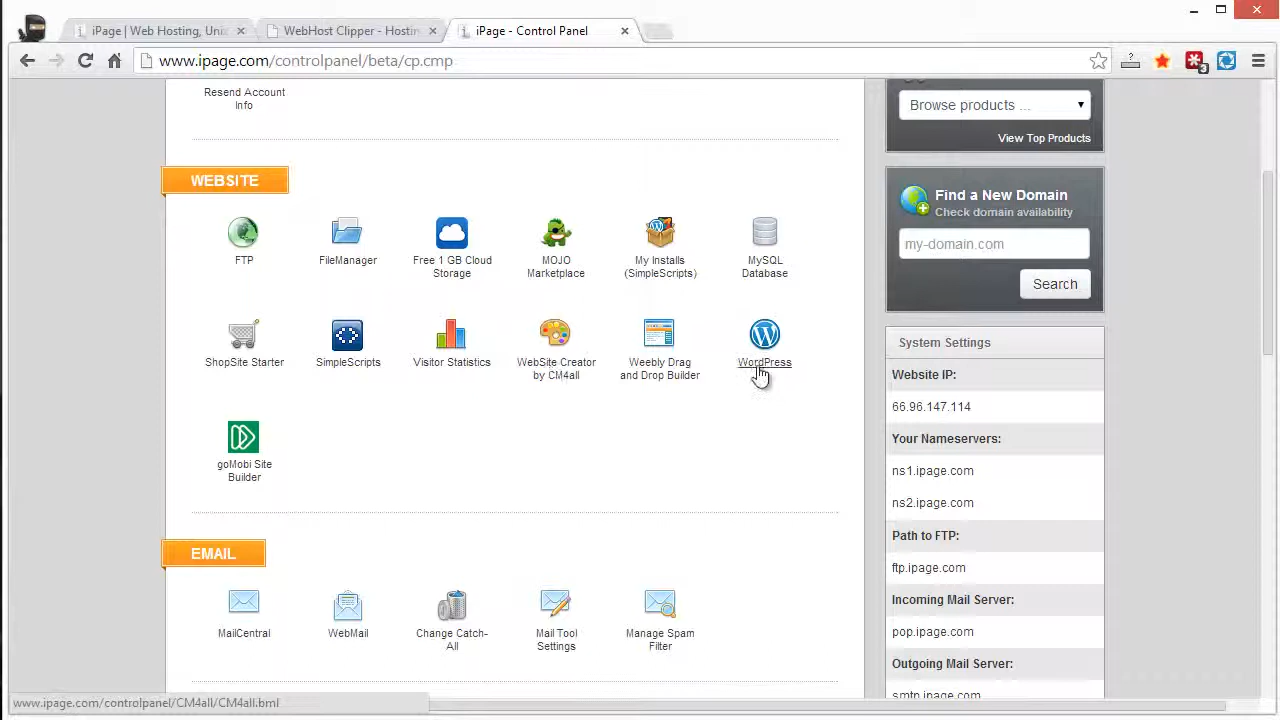 iPage | Web Hosting, Uni
WebHost Clipper - Hostin
iPage - Control Panel
www.ipage.com/controlpanel/beta/cp.cmp
3
Resend Account
Info
WEBSITE
FTP
FileManager
Free 1 GB Cloud
Storage
MOJO
Marketplace
My Installs
(SimpleScripts)
MySQL
Database
ShopSite Starter
SimpleScripts
Visitor Statistics
WebSite Creator
by CM4all
Weebly Drag
and Drop Builder
WordPress
goMobi Site
Builder
EMAIL
MailCentral
WebMail
Change Catch-
All
Mail Tool
Settings
Manage Spam
Filter
Browse products ...
View Top Products
Find a New Domain
Check domain availability
my-domain.com
Search
System Settings
Website IP:
66.96.147.114
Your Nameservers:
ns1.ipage.com
ns2.ipage.com
Path to FTP:
ftp.ipage.com
Incoming Mail Server:
pop.ipage.com
Outgoing Mail Server:
smtp.ipage.com
www.ipage.com/controlpanel/CM4all/CM4all.bml